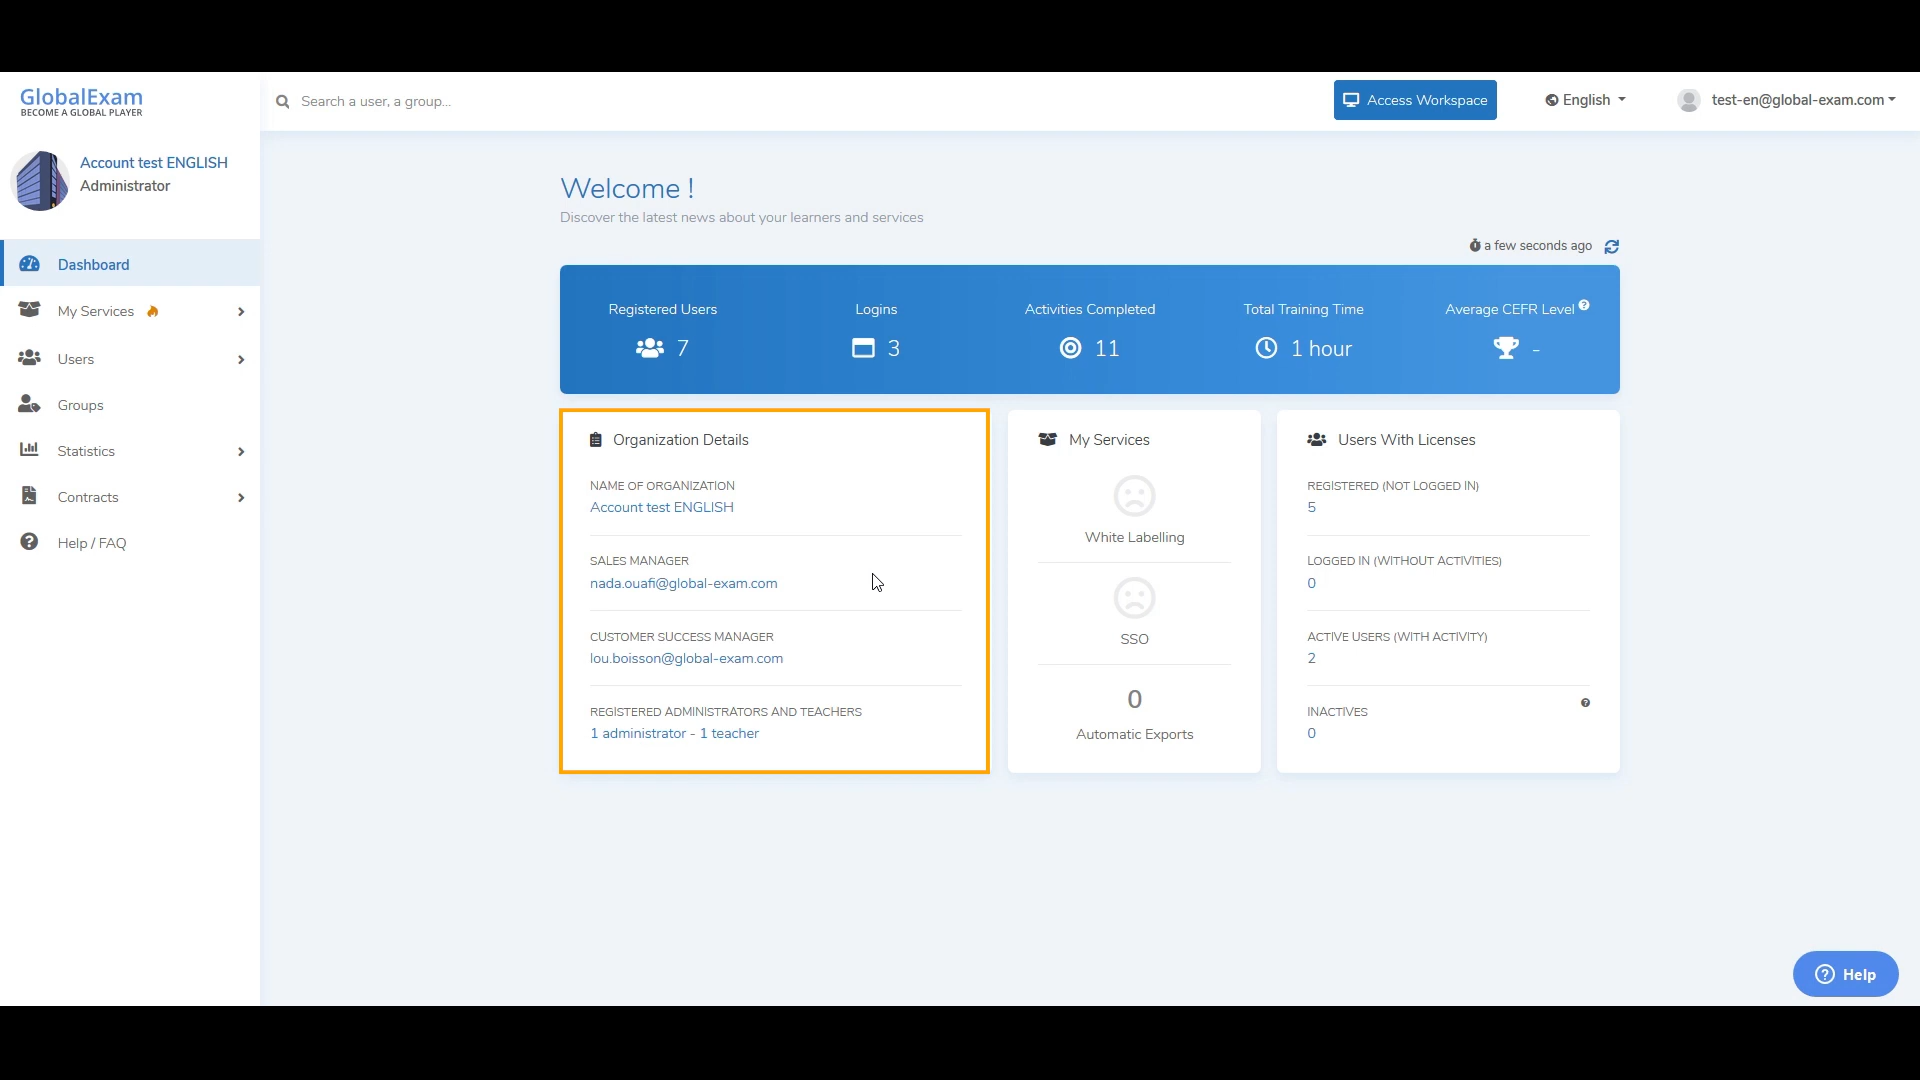 GlobalExam
BECOME A GLOBAL PLAYER
Search a user, a group...
Access Workspace
English
test-en@global-exam.com
Account test ENGLISH
Administrator
Dashboard
My Services
Users
Groups
Statistics
Contracts
Help / FAQ
Welcome !
Discover the latest news about your learners and services
a few seconds ago
Registered Users
7
Logins
3
Activities Completed
11
Total Training Time
1 hour
Average CEFR Level
-
Organization Details
NAME OF ORGANIZATION
Account test ENGLISH
SALES MANAGER
nada.ouafi@global-exam.com
CUSTOMER SUCCESS MANAGER
lou.boisson@global-exam.com
REGISTERED ADMINISTRATORS AND TEACHERS
1 administrator - 1 teacher
My Services
White Labelling
SSO
0
Automatic Exports
Users With Licenses
REGISTERED (NOT LOGGED IN)
5
LOGGED IN (WITHOUT ACTIVITIES)
0
ACTIVE USERS (WITH ACTIVITY)
2
INACTIVES
0
Help